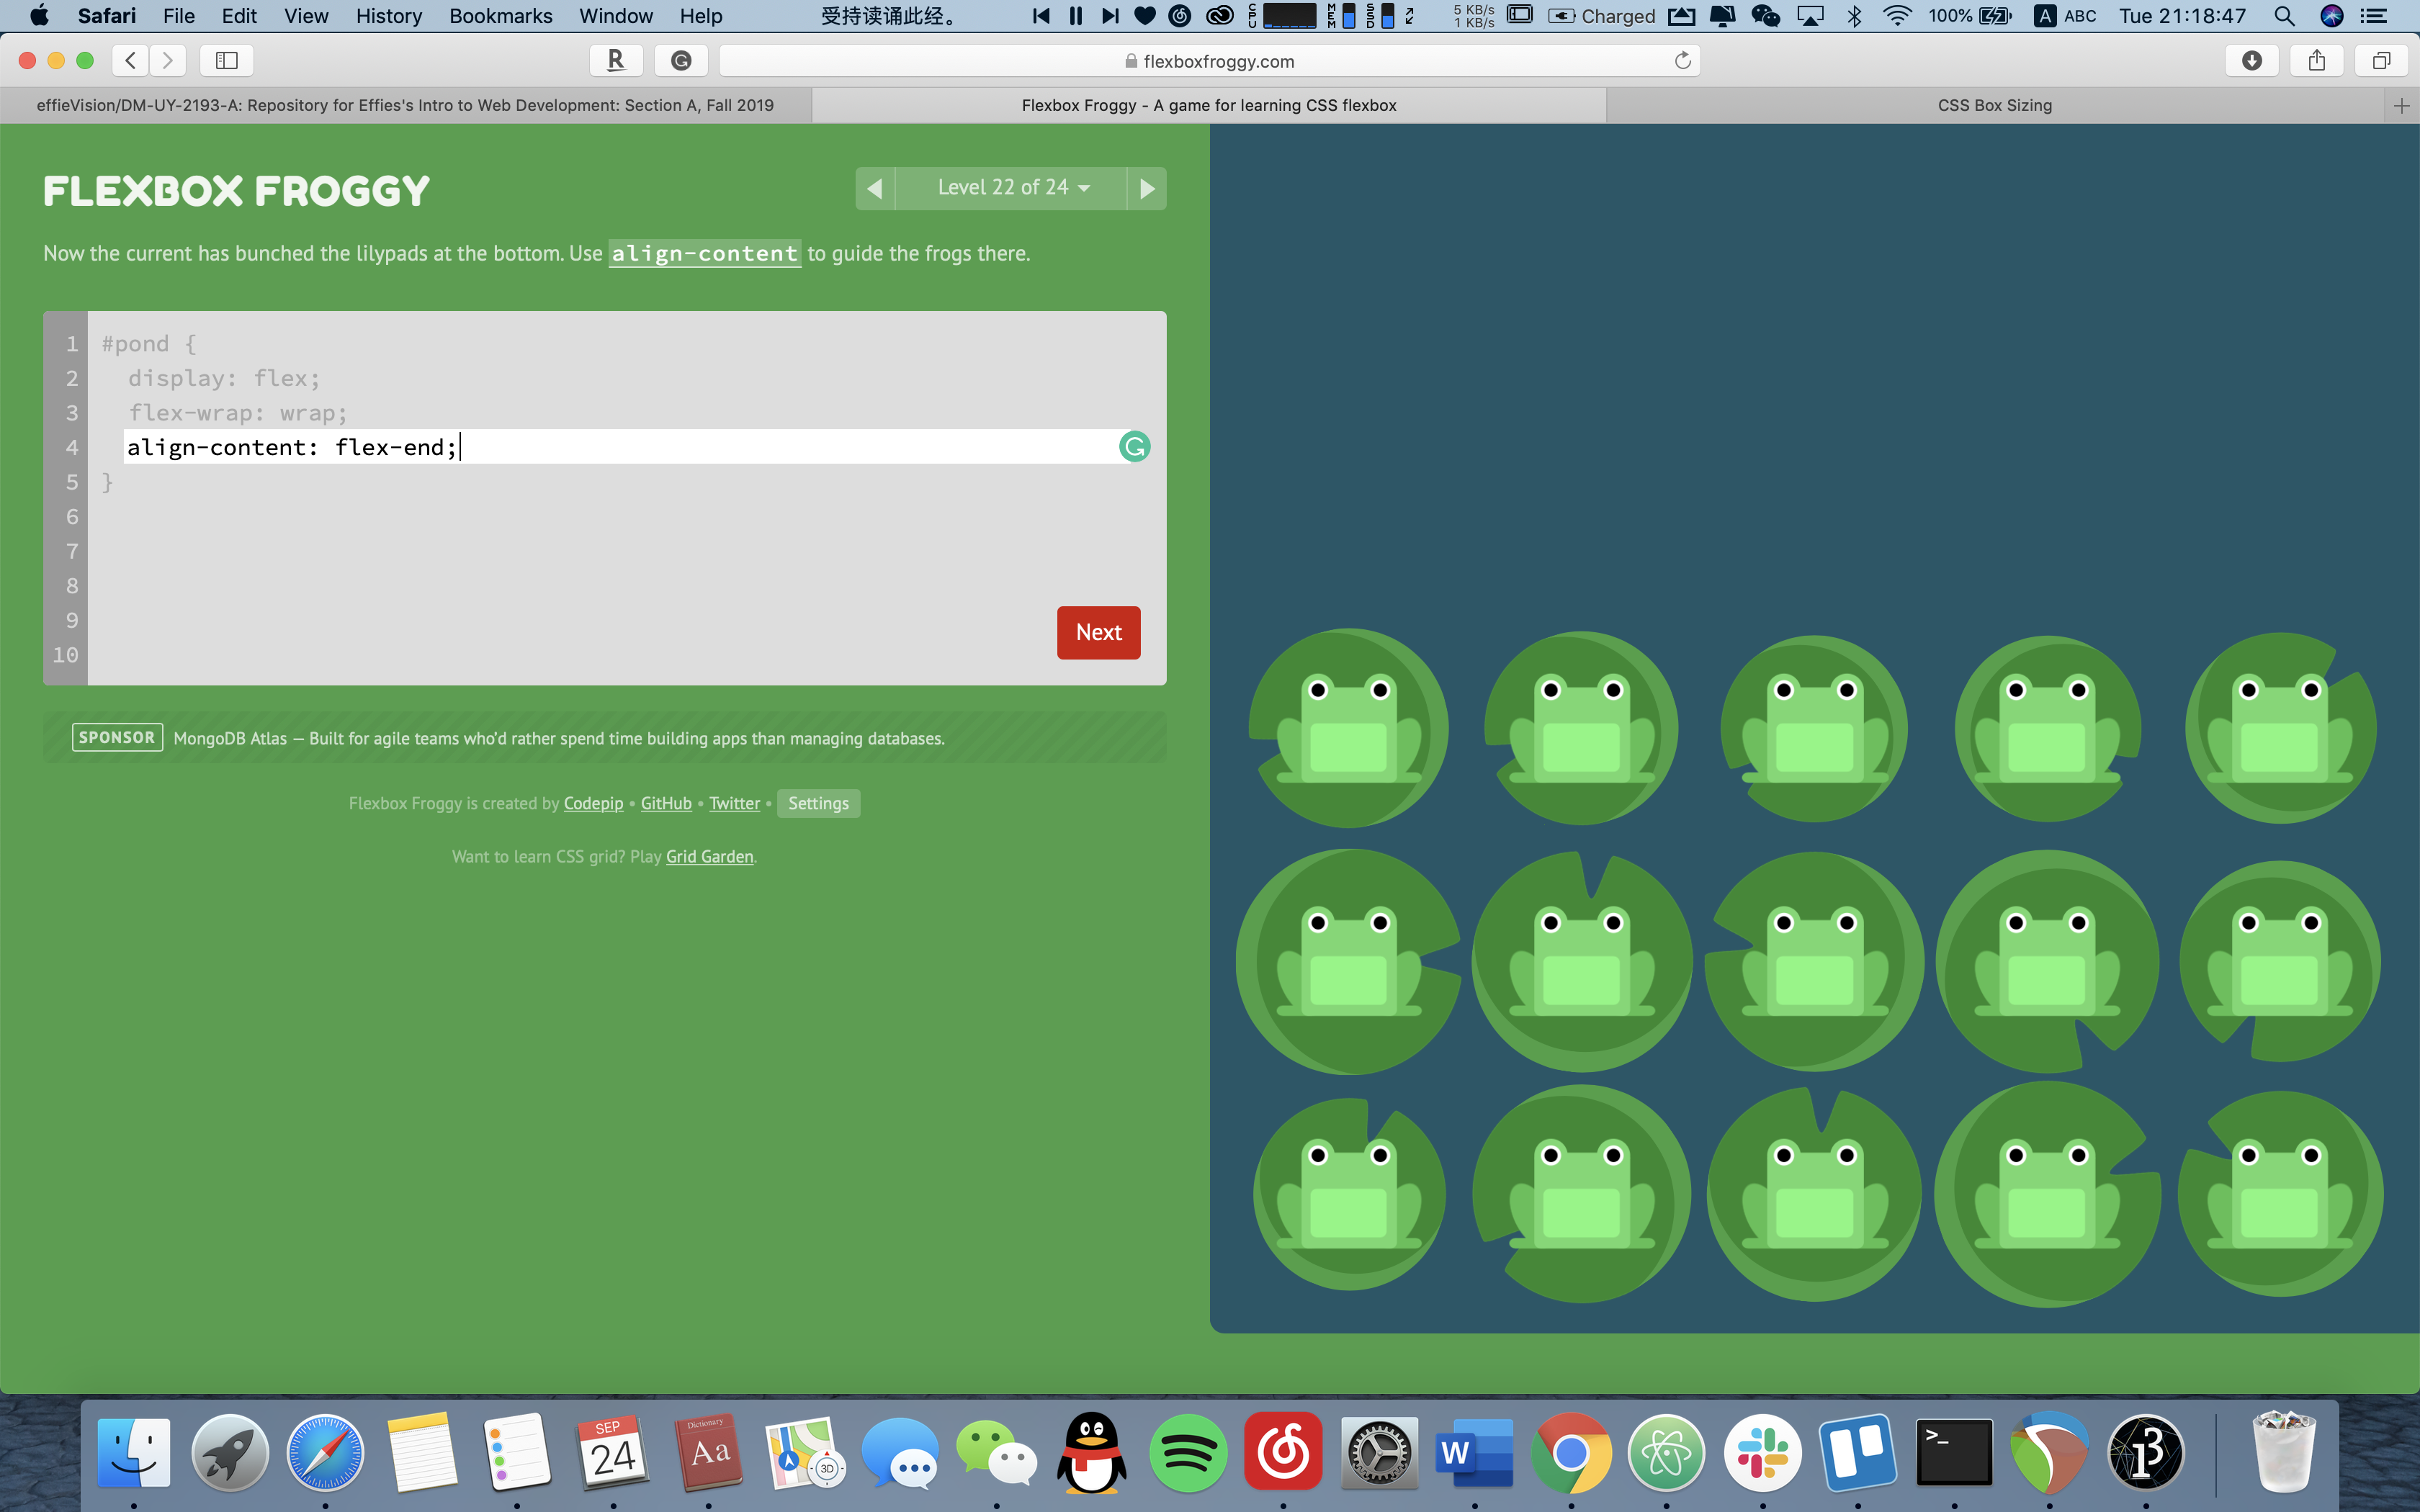 Safari File Edit View History Bookmarks Window Help 受持读诵此经。 CPU MEM SSD 5 KB/s 1 KB/s Charged 100% A ABC Tue 21:18:47
R flexboxfroggy.com
effieVision/DM-UY-2193-A: Repository for Effies's Intro to Web Development: Section A, Fall 2019 Flexbox Froggy - A game for learning CSS flexbox CSS Box Sizing
FLEXBOX FROGGY Level 22 of 24
Now the current has bunched the lilypads at the bottom. Use align-content to guide the frogs there.
1 #pond {
2 display: flex;
3 flex-wrap: wrap;
4 align-content: flex-end;
5 }
6
7
8
9
10
Next
SPONSOR MongoDB Atlas — Built for agile teams who'd rather spend time building apps than managing databases.
Flexbox Froggy is created by Codepip • GitHub • Twitter • Settings
Want to learn CSS grid? Play Grid Garden.
SEP
24
Dictionary
Aa
3D
W
>_